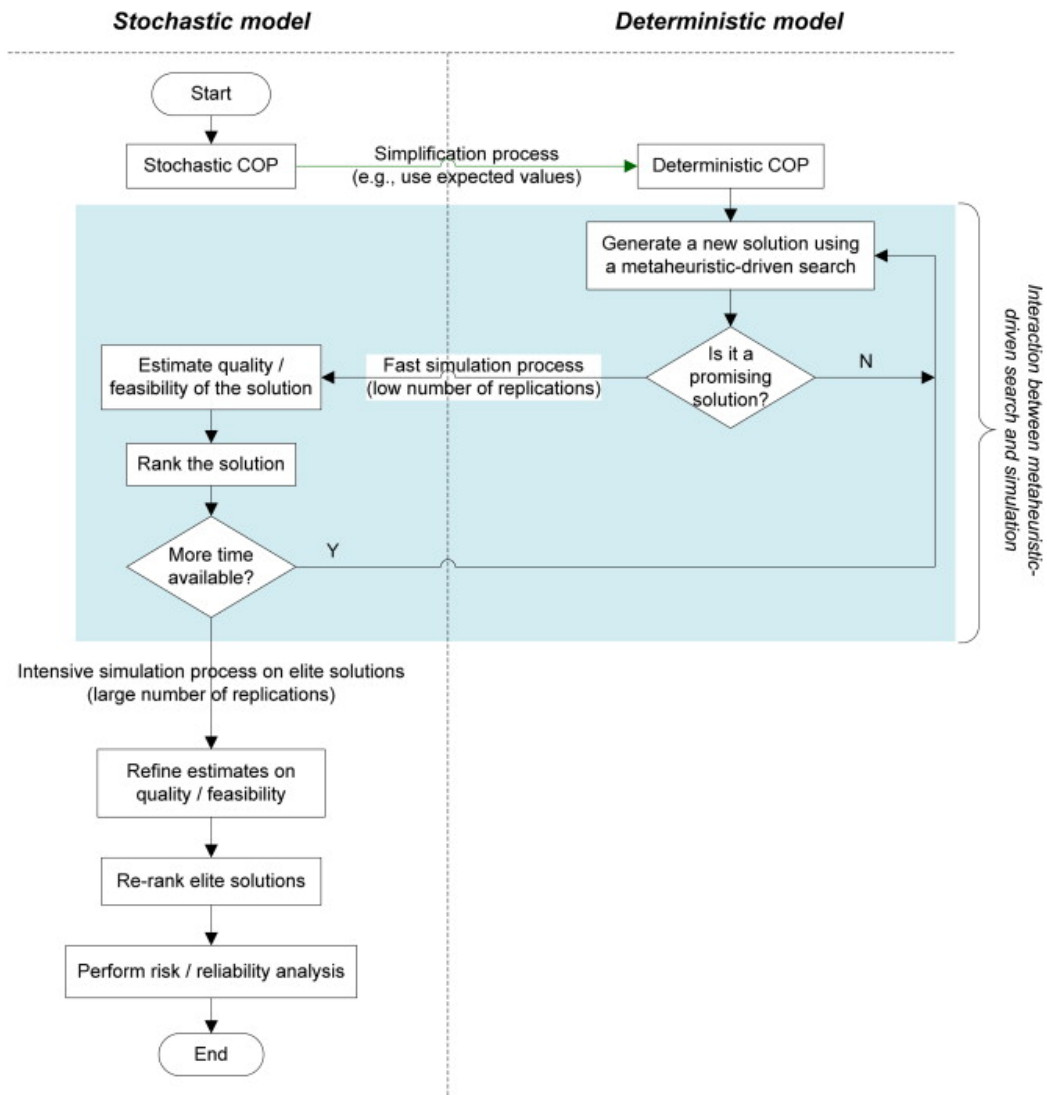 Stochastic model
Deterministic model
Start
Stochastic COP
Simplification process
(e.g., use expected values)
Deterministic COP
Generate a new solution using
a metaheuristic-driven search
Is it a
promising
solution?
N
Fast simulation process
(low number of replications)
Estimate quality /
feasibility of the solution
Rank the solution
More time
available?
Y
Interaction between metaheuristic-
driven search and simulation
Intensive simulation process on elite solutions
(large number of replications)
Refine estimates on
quality / feasibility
Re-rank elite solutions
Perform risk / reliability analysis
End